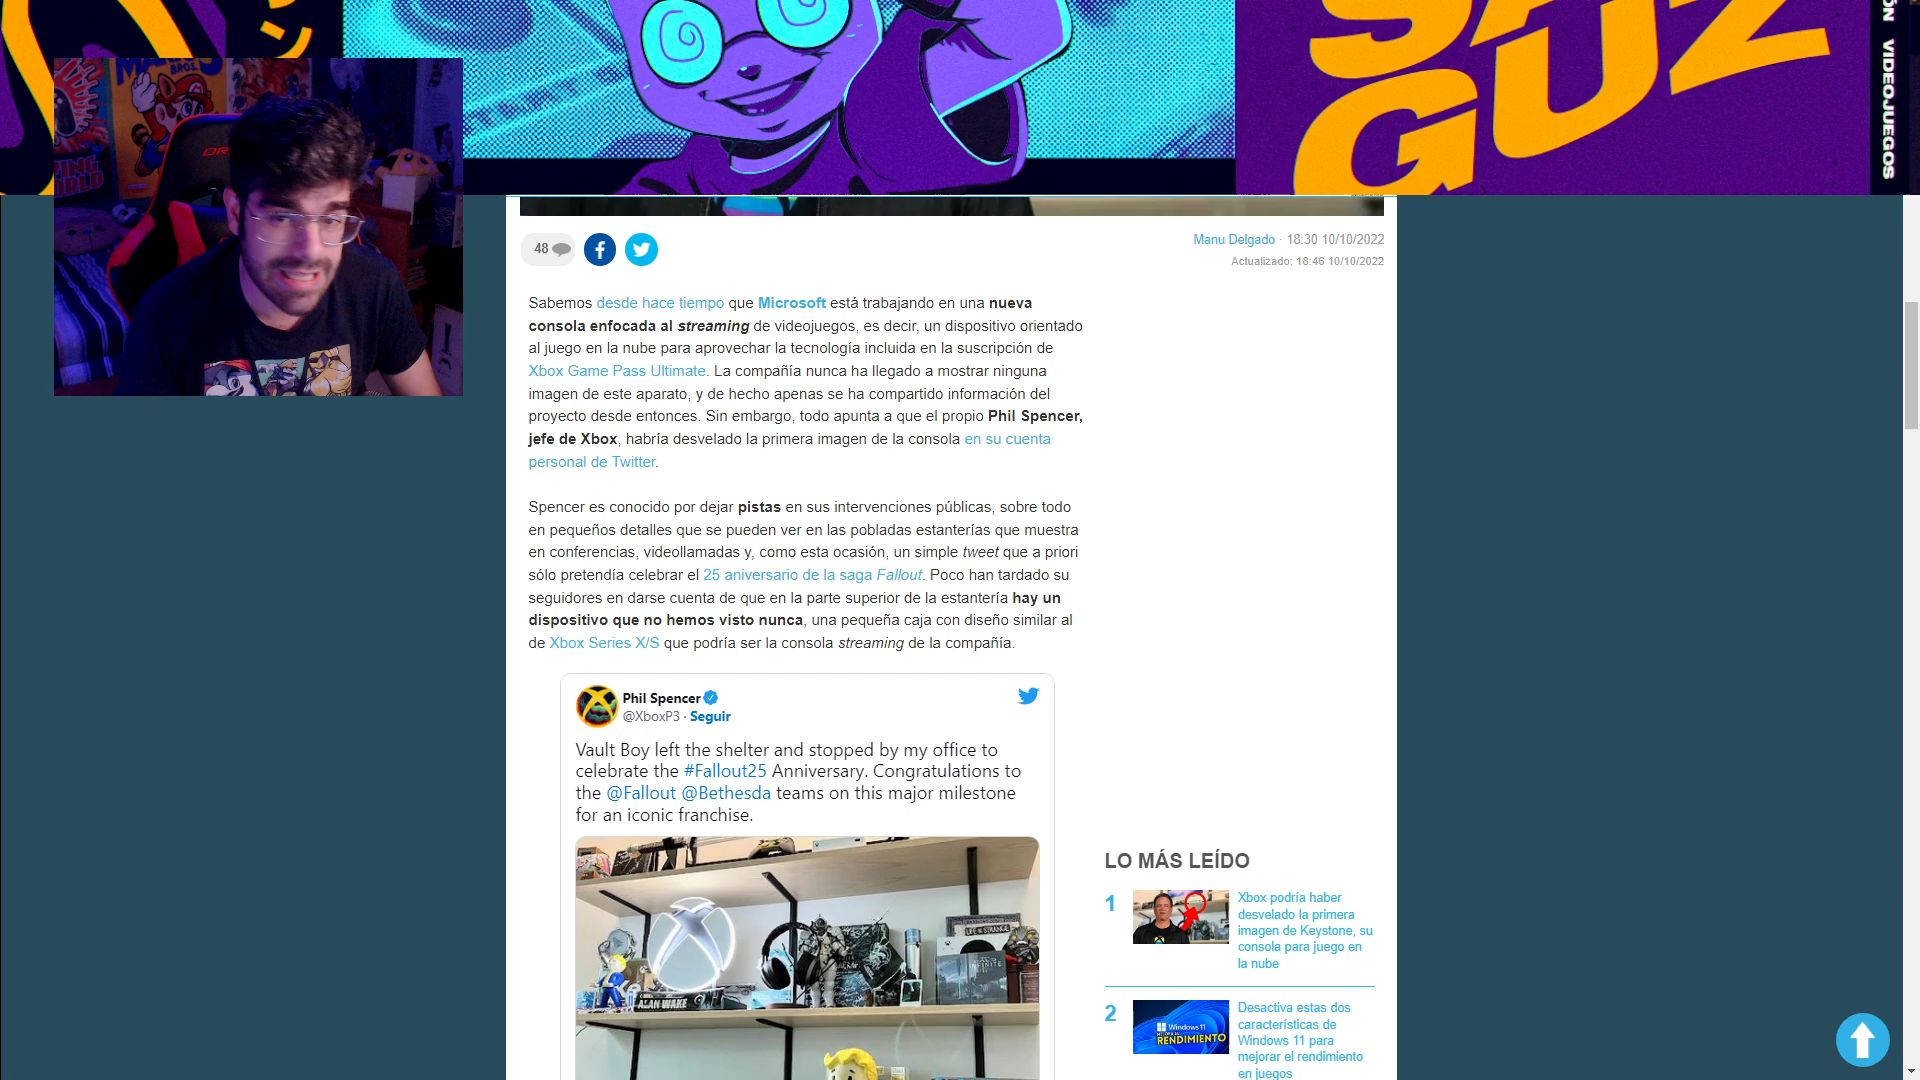 GUZ
VIDEOJUEGOS
BROS
48
Manu Delgado · 18:30 10/10/2022
Actualizado: 18:46 10/10/2022
Sabemos desde hace tiempo que Microsoft está trabajando en una nueva
consola enfocada al streaming de videojuegos, es decir, un dispositivo orientado
al juego en la nube para aprovechar la tecnología incluida en la suscripción de
Xbox Game Pass Ultimate. La compañía nunca ha llegado a mostrar ninguna
imagen de este aparato, y de hecho apenas se ha compartido información del
proyecto desde entonces. Sin embargo, todo apunta a que el propio Phil Spencer,
jefe de Xbox, habría desvelado la primera imagen de la consola en su cuenta
personal de Twitter.
Spencer es conocido por dejar pistas en sus intervenciones públicas, sobre todo
en pequeños detalles que se pueden ver en las pobladas estanterías que muestra
en conferencias, videollamadas y, como esta ocasión, un simple tweet que a priori
sólo pretendía celebrar el 25 aniversario de la saga Fallout. Poco han tardado su
seguidores en darse cuenta de que en la parte superior de la estantería hay un
dispositivo que no hemos visto nunca, una pequeña caja con diseño similar al
de Xbox Series X/S que podría ser la consola streaming de la compañía.
Phil Spencer
@XboxP3 · Seguir
Vault Boy left the shelter and stopped by my office to
celebrate the #Fallout25 Anniversary. Congratulations to
the @Fallout @Bethesda teams on this major milestone
for an iconic franchise.
LIFE IS STRANGE
HALO INFINITE
ALAN WAKE
LO MÁS LEÍDO
1
Xbox podría haber
desvelado la primera
imagen de Keystone, su
consola para juego en
la nube
2
Windows 11
RENDIMIENTO
Desactiva estas dos
características de
Windows 11 para
mejorar el rendimiento
en juegos